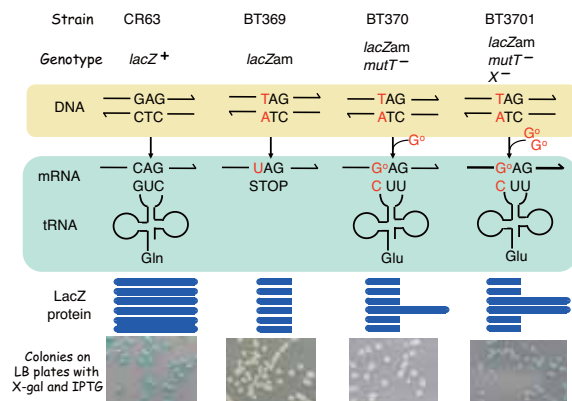 Strain CR63 BT369 BT370 BT3701
Genotype lacZ + lacZam lacZam mutT− lacZam mutT− X−
DNA GAG TAG TAG TAG
CTC ATC ATC ATC
Gº Gº Gº
mRNA CAG UAG GºAG GºAG
GUC STOP C UU C UU
tRNA
Gln Glu Glu
LacZ
protein
Colonies on
LB plates with
X-gal and IPTG